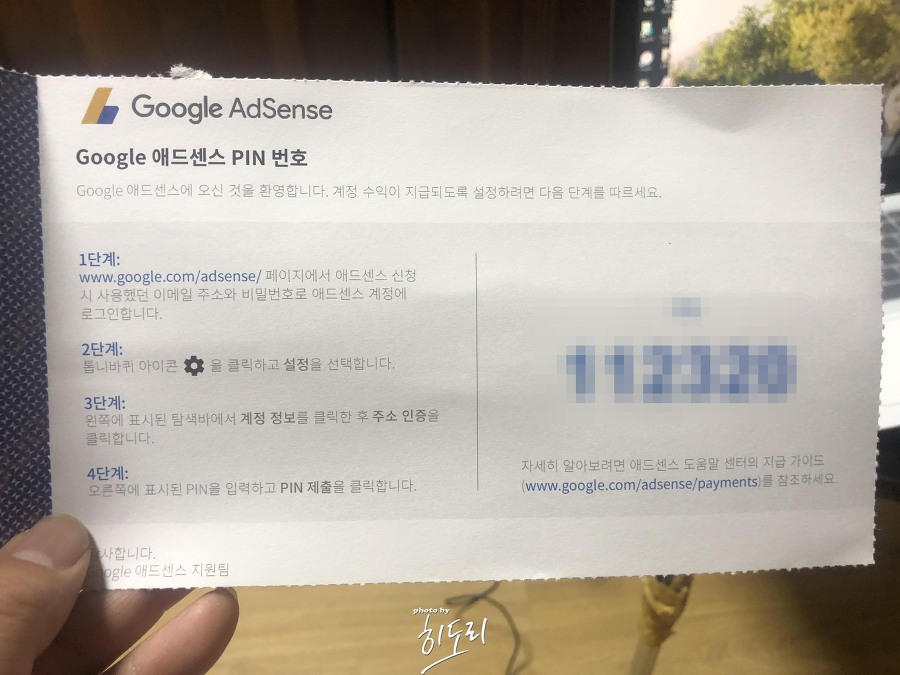 Google AdSense
Google 애드센스 PIN 번호
Google 애드센스에 오신 것을 환영합니다. 계정 수익이 지급되도록 설정하려면 다음 단계를 따르세요.
1단계:
www.google.com/adsense/ 페이지에서 애드센스 신청
시 사용했던 이메일 주소와 비밀번호로 애드센스 계정에
로그인합니다.
2단계:
톱니바퀴 아이콘 을 클릭하고 설정을 선택합니다.
3단계:
왼쪽에 표시된 탐색바에서 계정 정보를 클릭한 후 주소 인증을
클릭합니다.
4단계:
오른쪽에 표시된 PIN을 입력하고 PIN 제출을 클릭합니다.
자세히 알아보려면 애드센스 도움말 센터의 지급 가이드
(www.google.com/adsense/payments)를 참조하세요.
사합니다.
Google 애드센스 지원팀
photo by
히도리